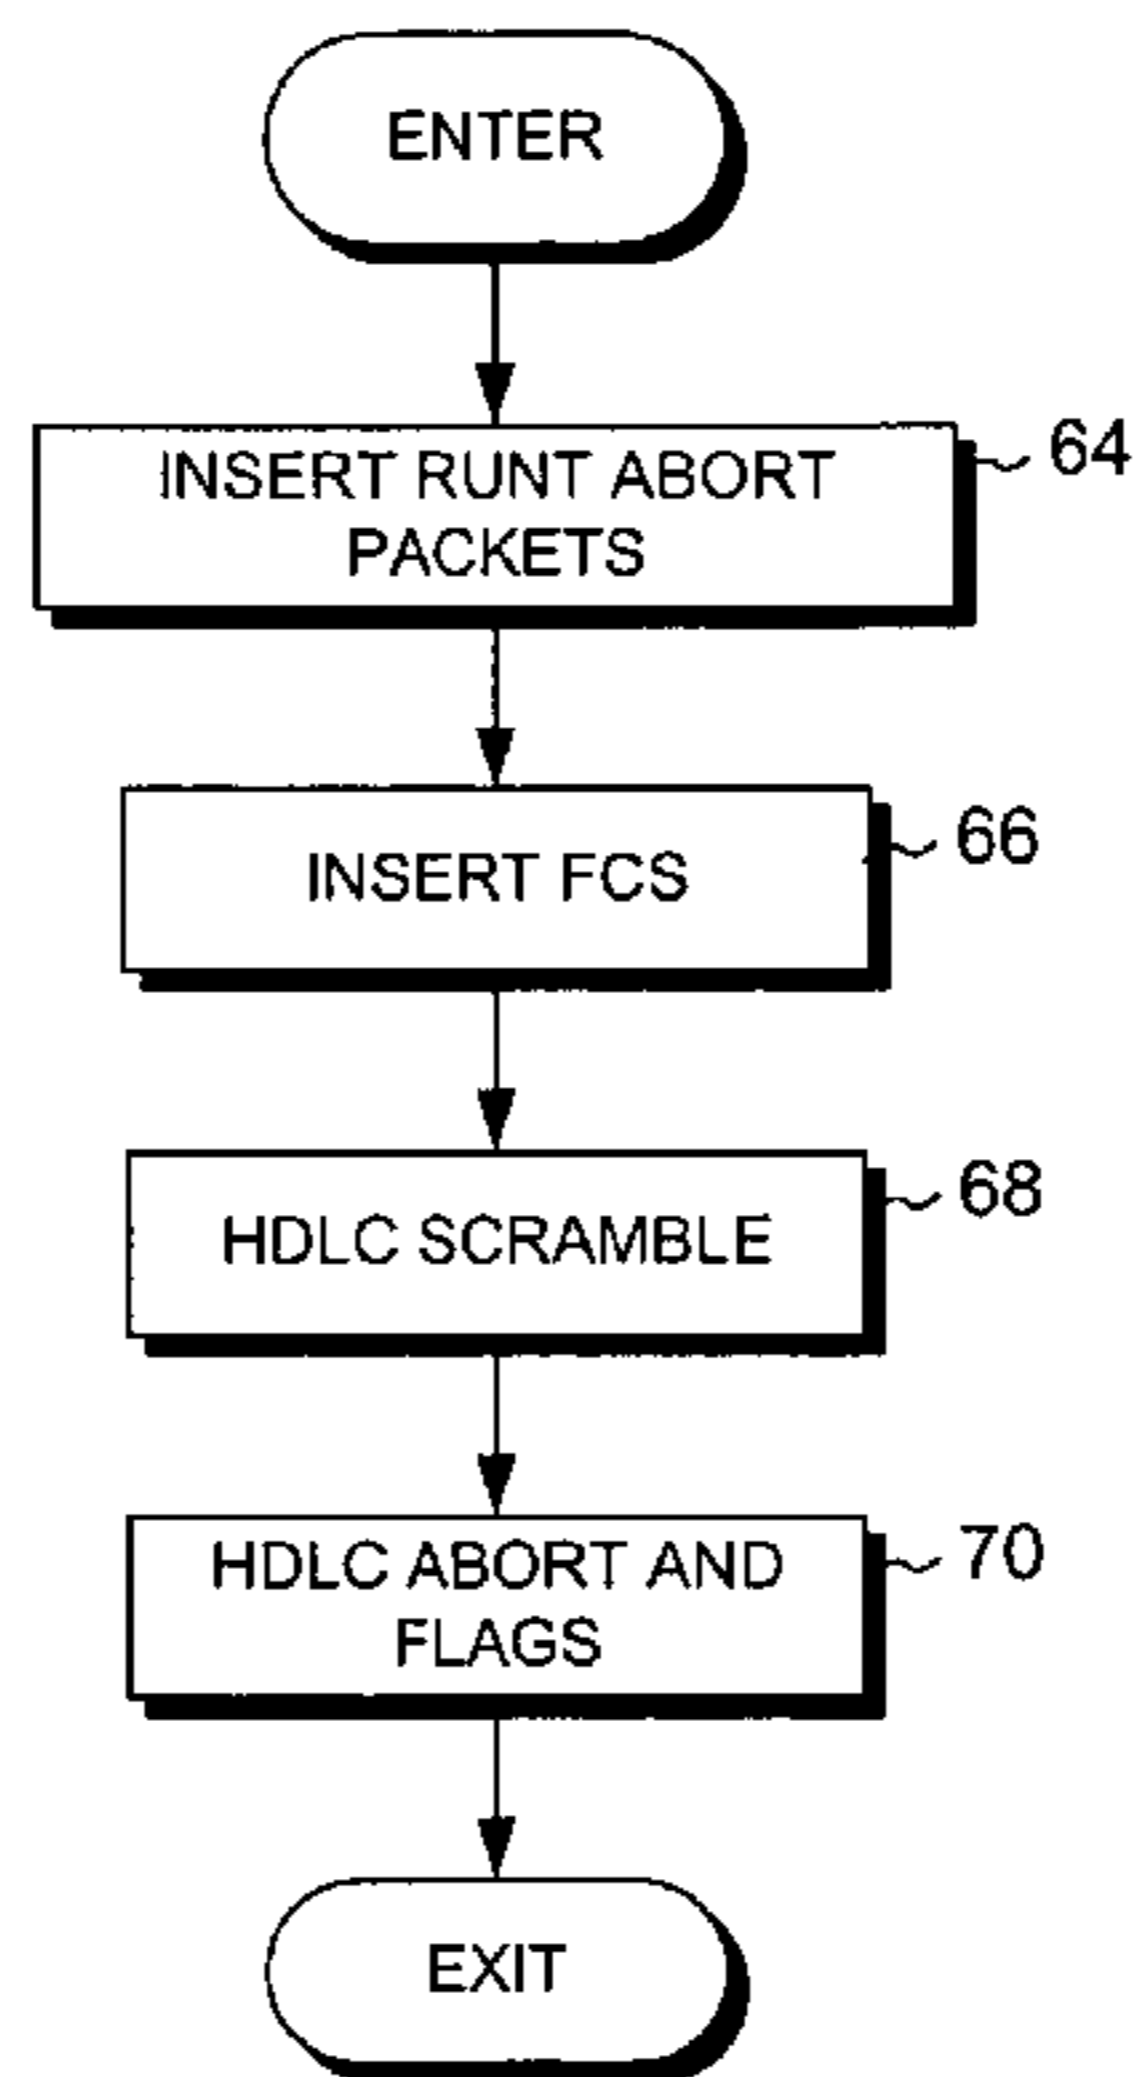 ENTER
INSERT RUNT ABORT
PACKETS
64
INSERT FCS
66
HDLC SCRAMBLE
68
HDLC ABORT AND
FLAGS
70
EXIT